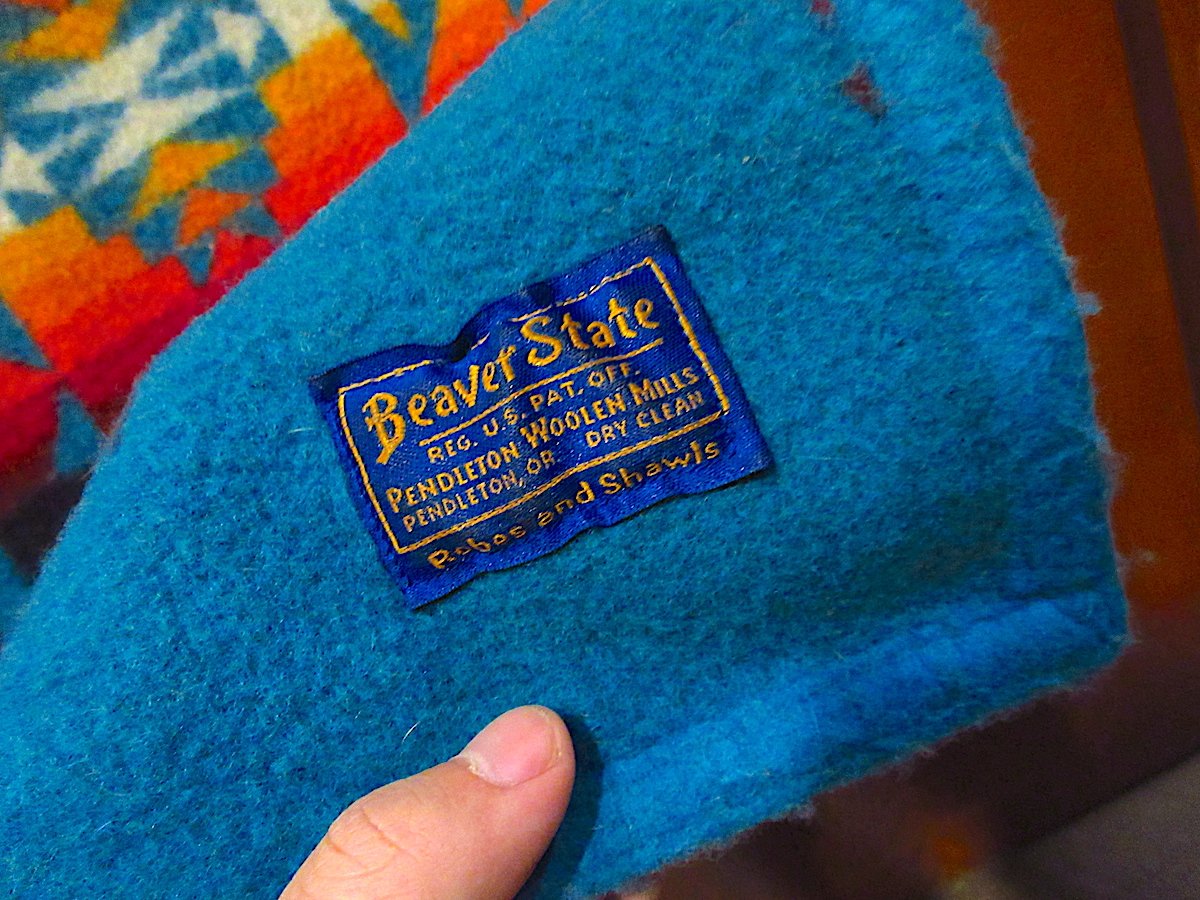 Beaver State
REG. U.S. PAT. OFF.
PENDLETON WOOLEN MILLS
PENDLETON, OR. DRY CLEAN
Robes and Shawls